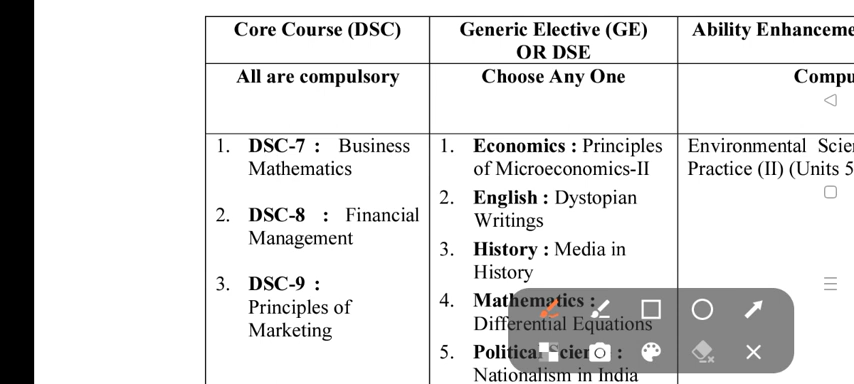 Core Course (DSC)
Generic Elective (GE)
OR DSE
Ability Enhanceme
All are compulsory
Choose Any One
Compu
1. DSC-7 : Business
Mathematics
2. DSC-8 : Financial
Management
3. DSC-9 :
Principles of
Marketing
1. Economics : Principles
of Microeconomics-II
2. English : Dystopian
Writings
3. History : Media in
History
4. Mathematics :
Differential Equations
5. Political Science :
Nationalism in India
Environmental Scie
Practice (II) (Units 5